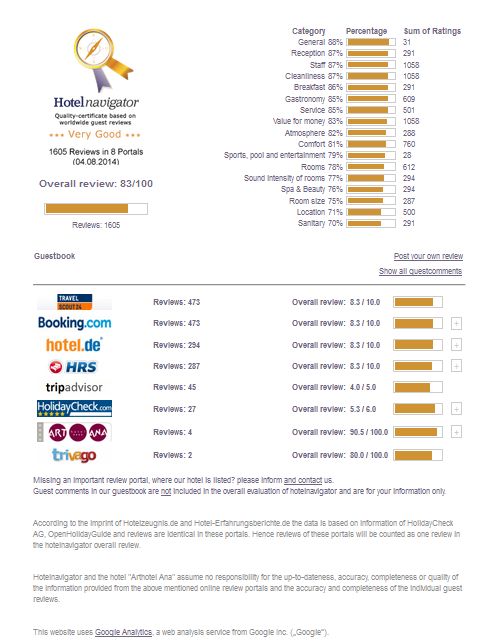 Hotelnavigator
Quality-certificate based on
worldwide guest reviews
Very Good
1605 Reviews in 8 Portals
(04.08.2014)
Overall review: 83/100
Reviews: 1605
Category Percentage Sum of Ratings
General 88% 31
Reception 87% 291
Staff 87% 1058
Cleanliness 87% 1058
Breakfast 86% 291
Gastronomy 85% 609
Service 85% 501
Value for money 83% 1058
Atmosphere 82% 288
Comfort 81% 760
Sports, pool and entertainment 79% 28
Rooms 78% 612
Sound intensity of rooms 77% 294
Spa & Beauty 76% 294
Room size 75% 287
Location 71% 500
Sanitary 70% 291
Guestbook Post your own review
Show all guestcomments
TRAVEL SCOUT24 Reviews: 473 Overall review: 8.3 / 10.0
Booking.com Reviews: 473 Overall review: 8.3 / 10.0 +
hotel.de Reviews: 294 Overall review: 8.3 / 10.0 +
HRS Reviews: 287 Overall review: 8.3 / 10.0 +
tripadvisor Reviews: 45 Overall review: 4.0 / 5.0
HolidayCheck.com Reviews: 27 Overall review: 5.3 / 6.0 +
ART ANA Reviews: 4 Overall review: 90.5 / 100.0 +
trivago Reviews: 2 Overall review: 80.0 / 100.0
Missing an important review portal, where our hotel is listed? please inform and contact us.
Guest comments in our guestbook are not included in the overall evaluation of hotelnavigator and are for your information only.
According to the imprint of Hotelzeugnis.de and Hotel-Erfahrungsberichte.de the data is based on information of HolidayCheck
AG, OpenHolidayGuide and reviews are identical in these portals. Hence reviews of these portals will be counted as one review in
the hotelnavigator overall review.
Hotelnavigator and the hotel "Arthotel Ana" assume no responsibility for the up-to-dateness, accuracy, completeness or quality of
the information provided from the above mentioned online review portals and the accuracy and completeness of the individual guest
reviews.
This website uses Google Analytics, a web analysis service from Google Inc. („Google").